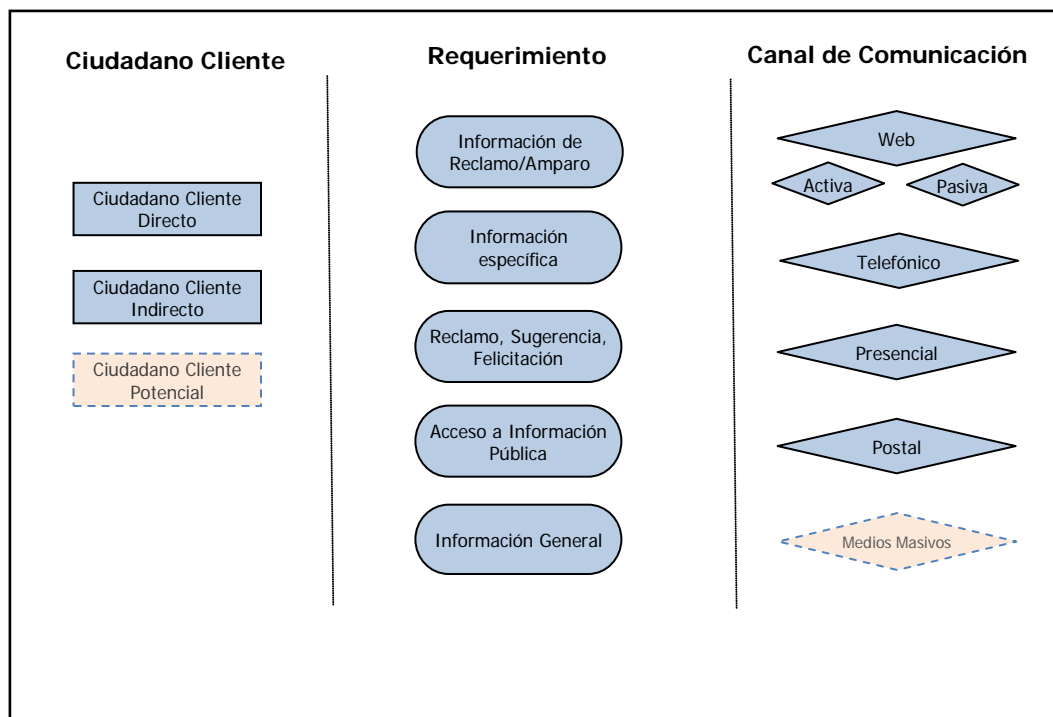 Ciudadano Cliente
Ciudadano Cliente
Directo
Ciudadano Cliente
Indirecto
Ciudadano Cliente
Potencial
Requerimiento
Información de
Reclamo/Amparo
Información
específica
Reclamo, Sugerencia,
Felicitación
Acceso a Información
Pública
Información General
Canal de Comunicación
Web
Activa
Pasiva
Telefónico
Presencial
Postal
Medios Masivos